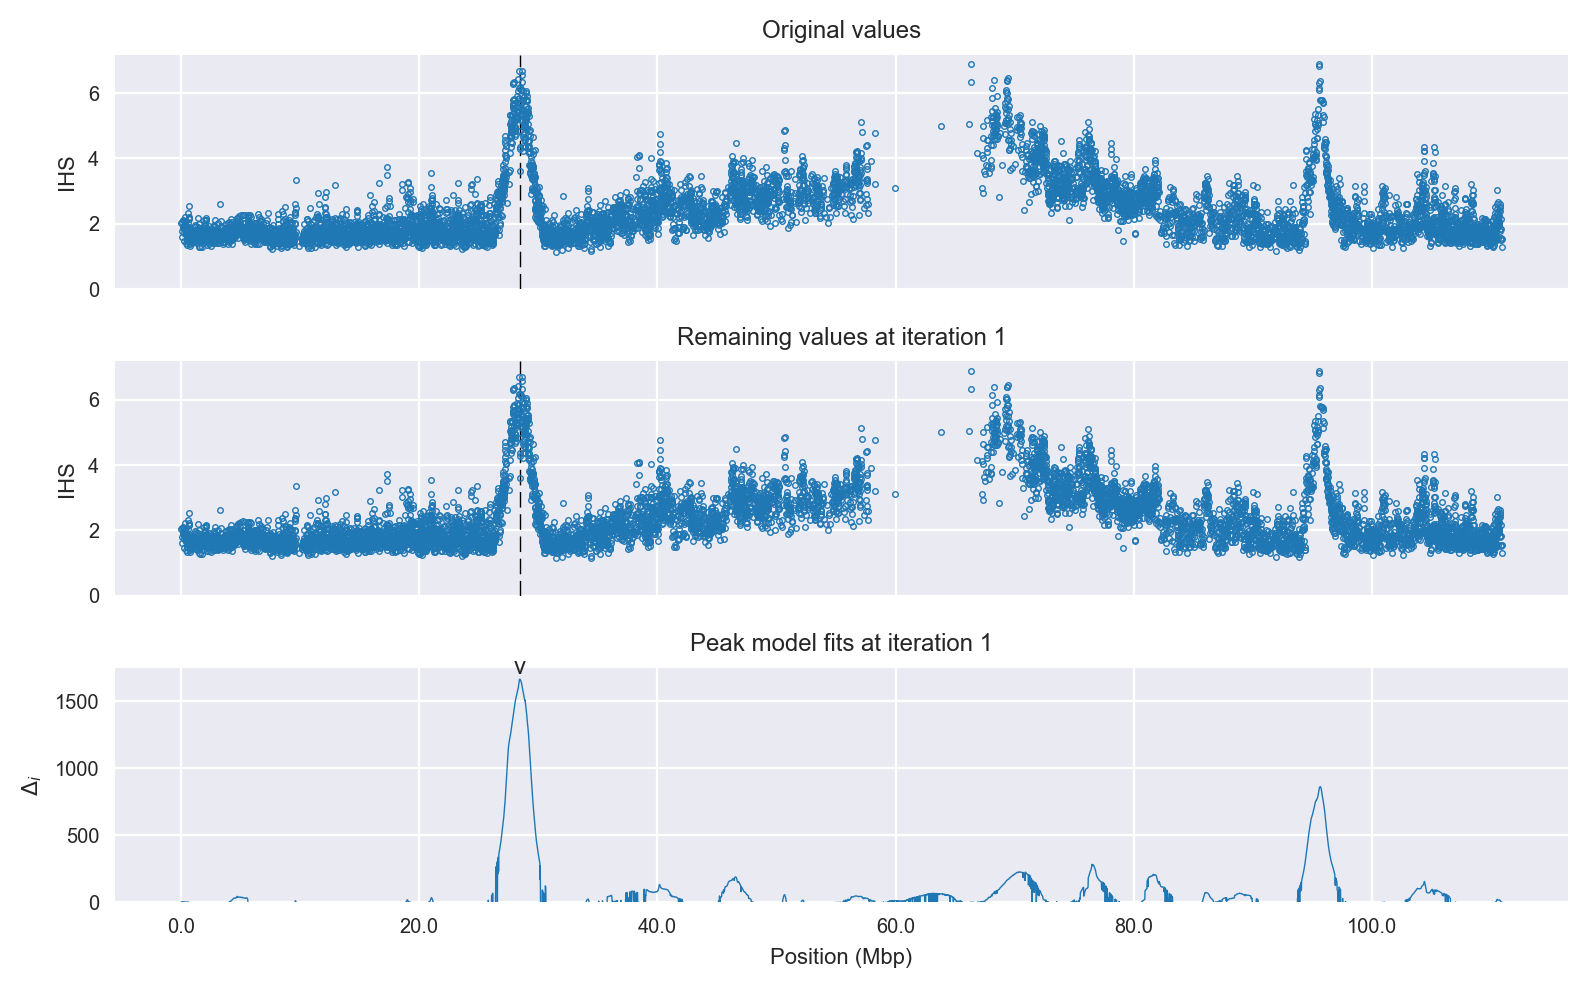 Original values
IHS
6
4
2
0
Remaining values at iteration 1
IHS
6
4
2
0
Peak model fits at iteration 1
v
Δi
1500
1000
500
0
0.0 20.0 40.0 60.0 80.0 100.0
Position (Mbp)